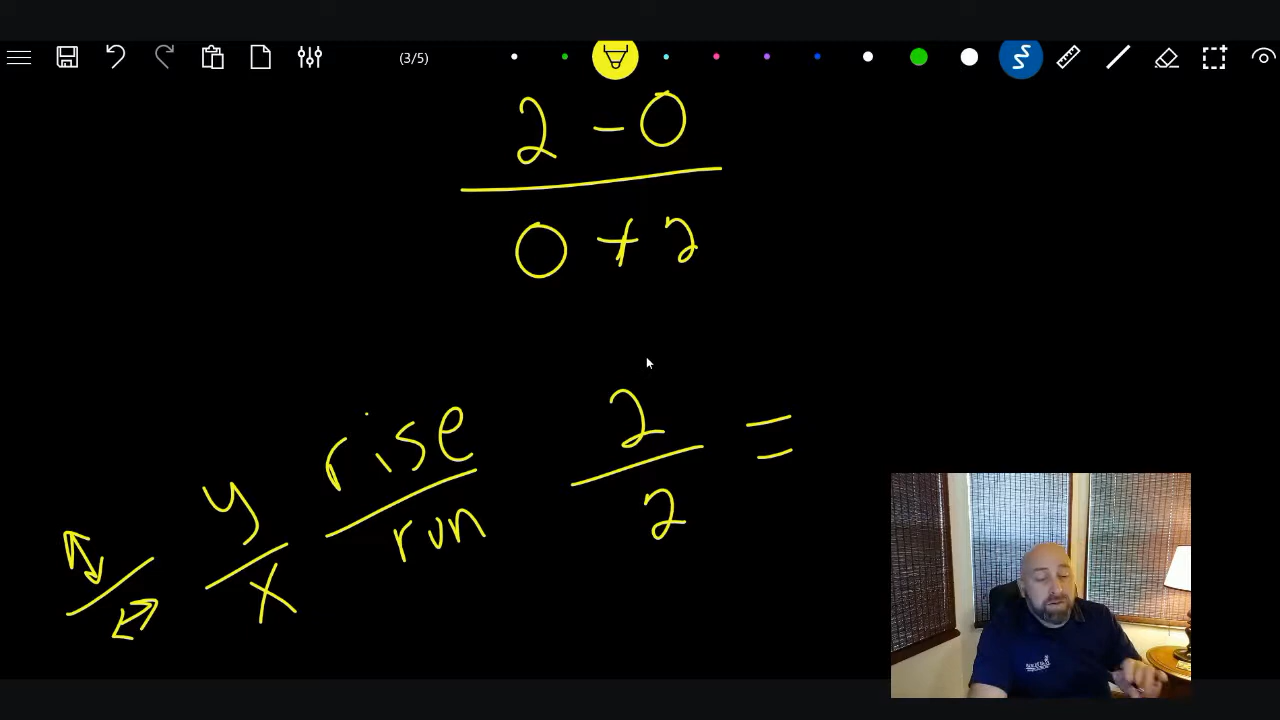 (3/5)
2 - 0
0 + 2
rise
run
y
x
2
2
=